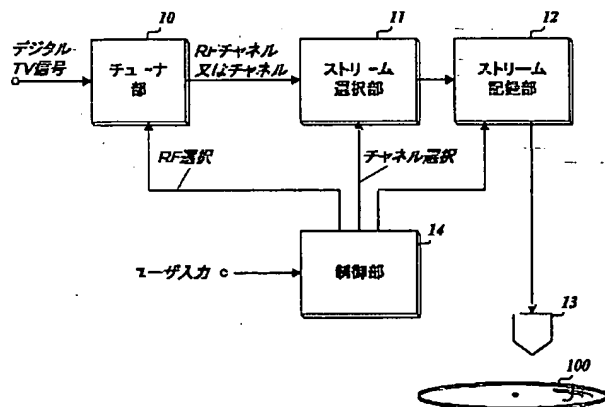 10
11
12
デジタル
TV信号
チューナ
部
RFチャネル
又はチャネル
ストリーム
選択部
ストリーム
記録部
RF選択
チャネル選択
14
ユーザ入力
制御部
13
100